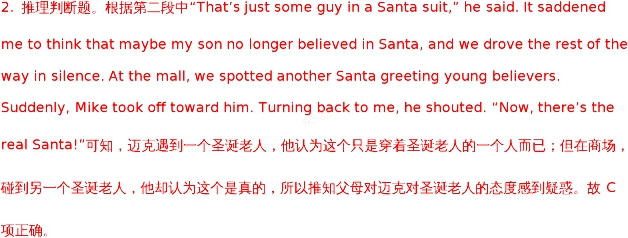 2. 推理判断题。根据第二段中“That’s just some guy in a Santa suit,” he said. It saddened
me to think that maybe my son no longer believed in Santa, and we drove the rest of the
way in silence. At the mall, we spotted another Santa greeting young believers.
Suddenly, Mike took off toward him. Turning back to me, he shouted. “Now, there’s the
real Santa!”可知，迈克遇到一个圣诞老人，他认为这个只是穿着圣诞老人的一个人而已；但在商场，
碰到另一个圣诞老人，他却认为这个是真的，所以推知父母对迈克对圣诞老人的态度感到疑惑。故 C
项正确。